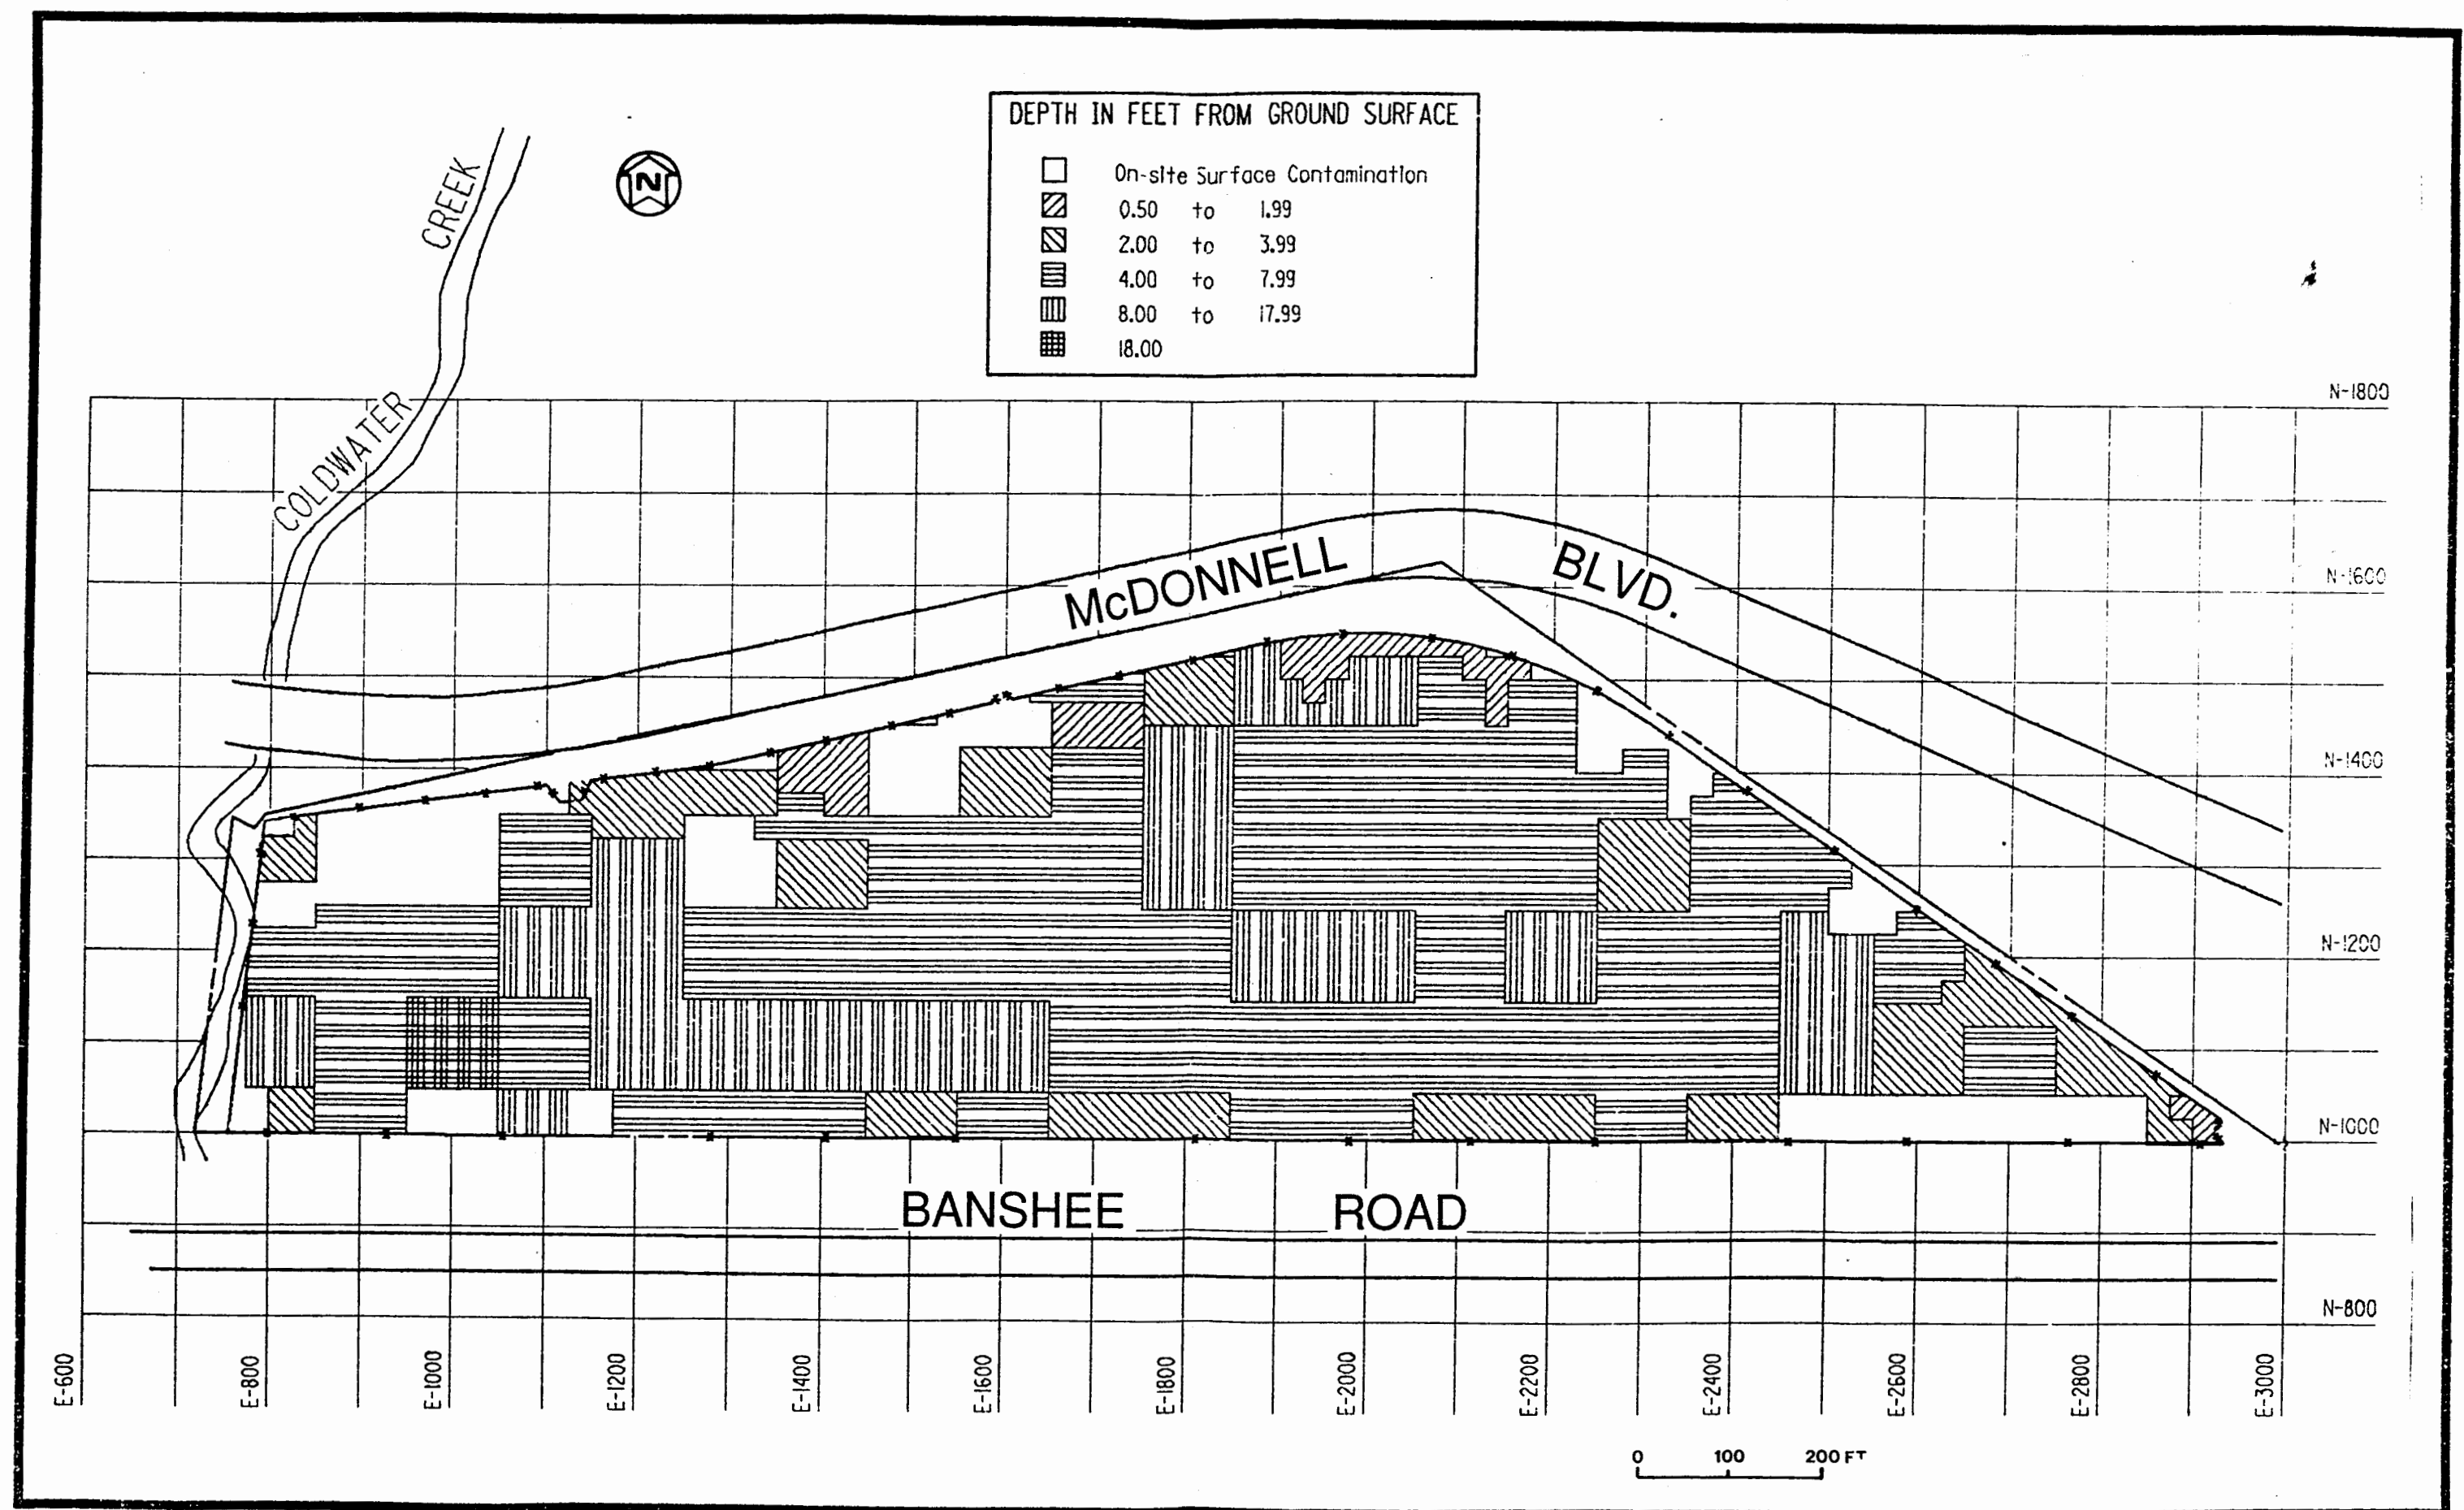 DEPTH IN FEET FROM GROUND SURFACE
On-site Surface Contamination
0.50 to 1.99
2.00 to 3.99
4.00 to 7.99
8.00 to 17.99
18.00
CREEK
N
COLDWATER
N-1800
McDONNELL BLVD.
N-1600
N-1400
N-1200
N-1000
BANSHEE ROAD
N-800
E-600
E-800
E-1000
E-1200
E-1400
E-1600
E-1800
E-2000
E-2200
E-2400
E-2600
E-2800
E-3000
0 100 200 FT